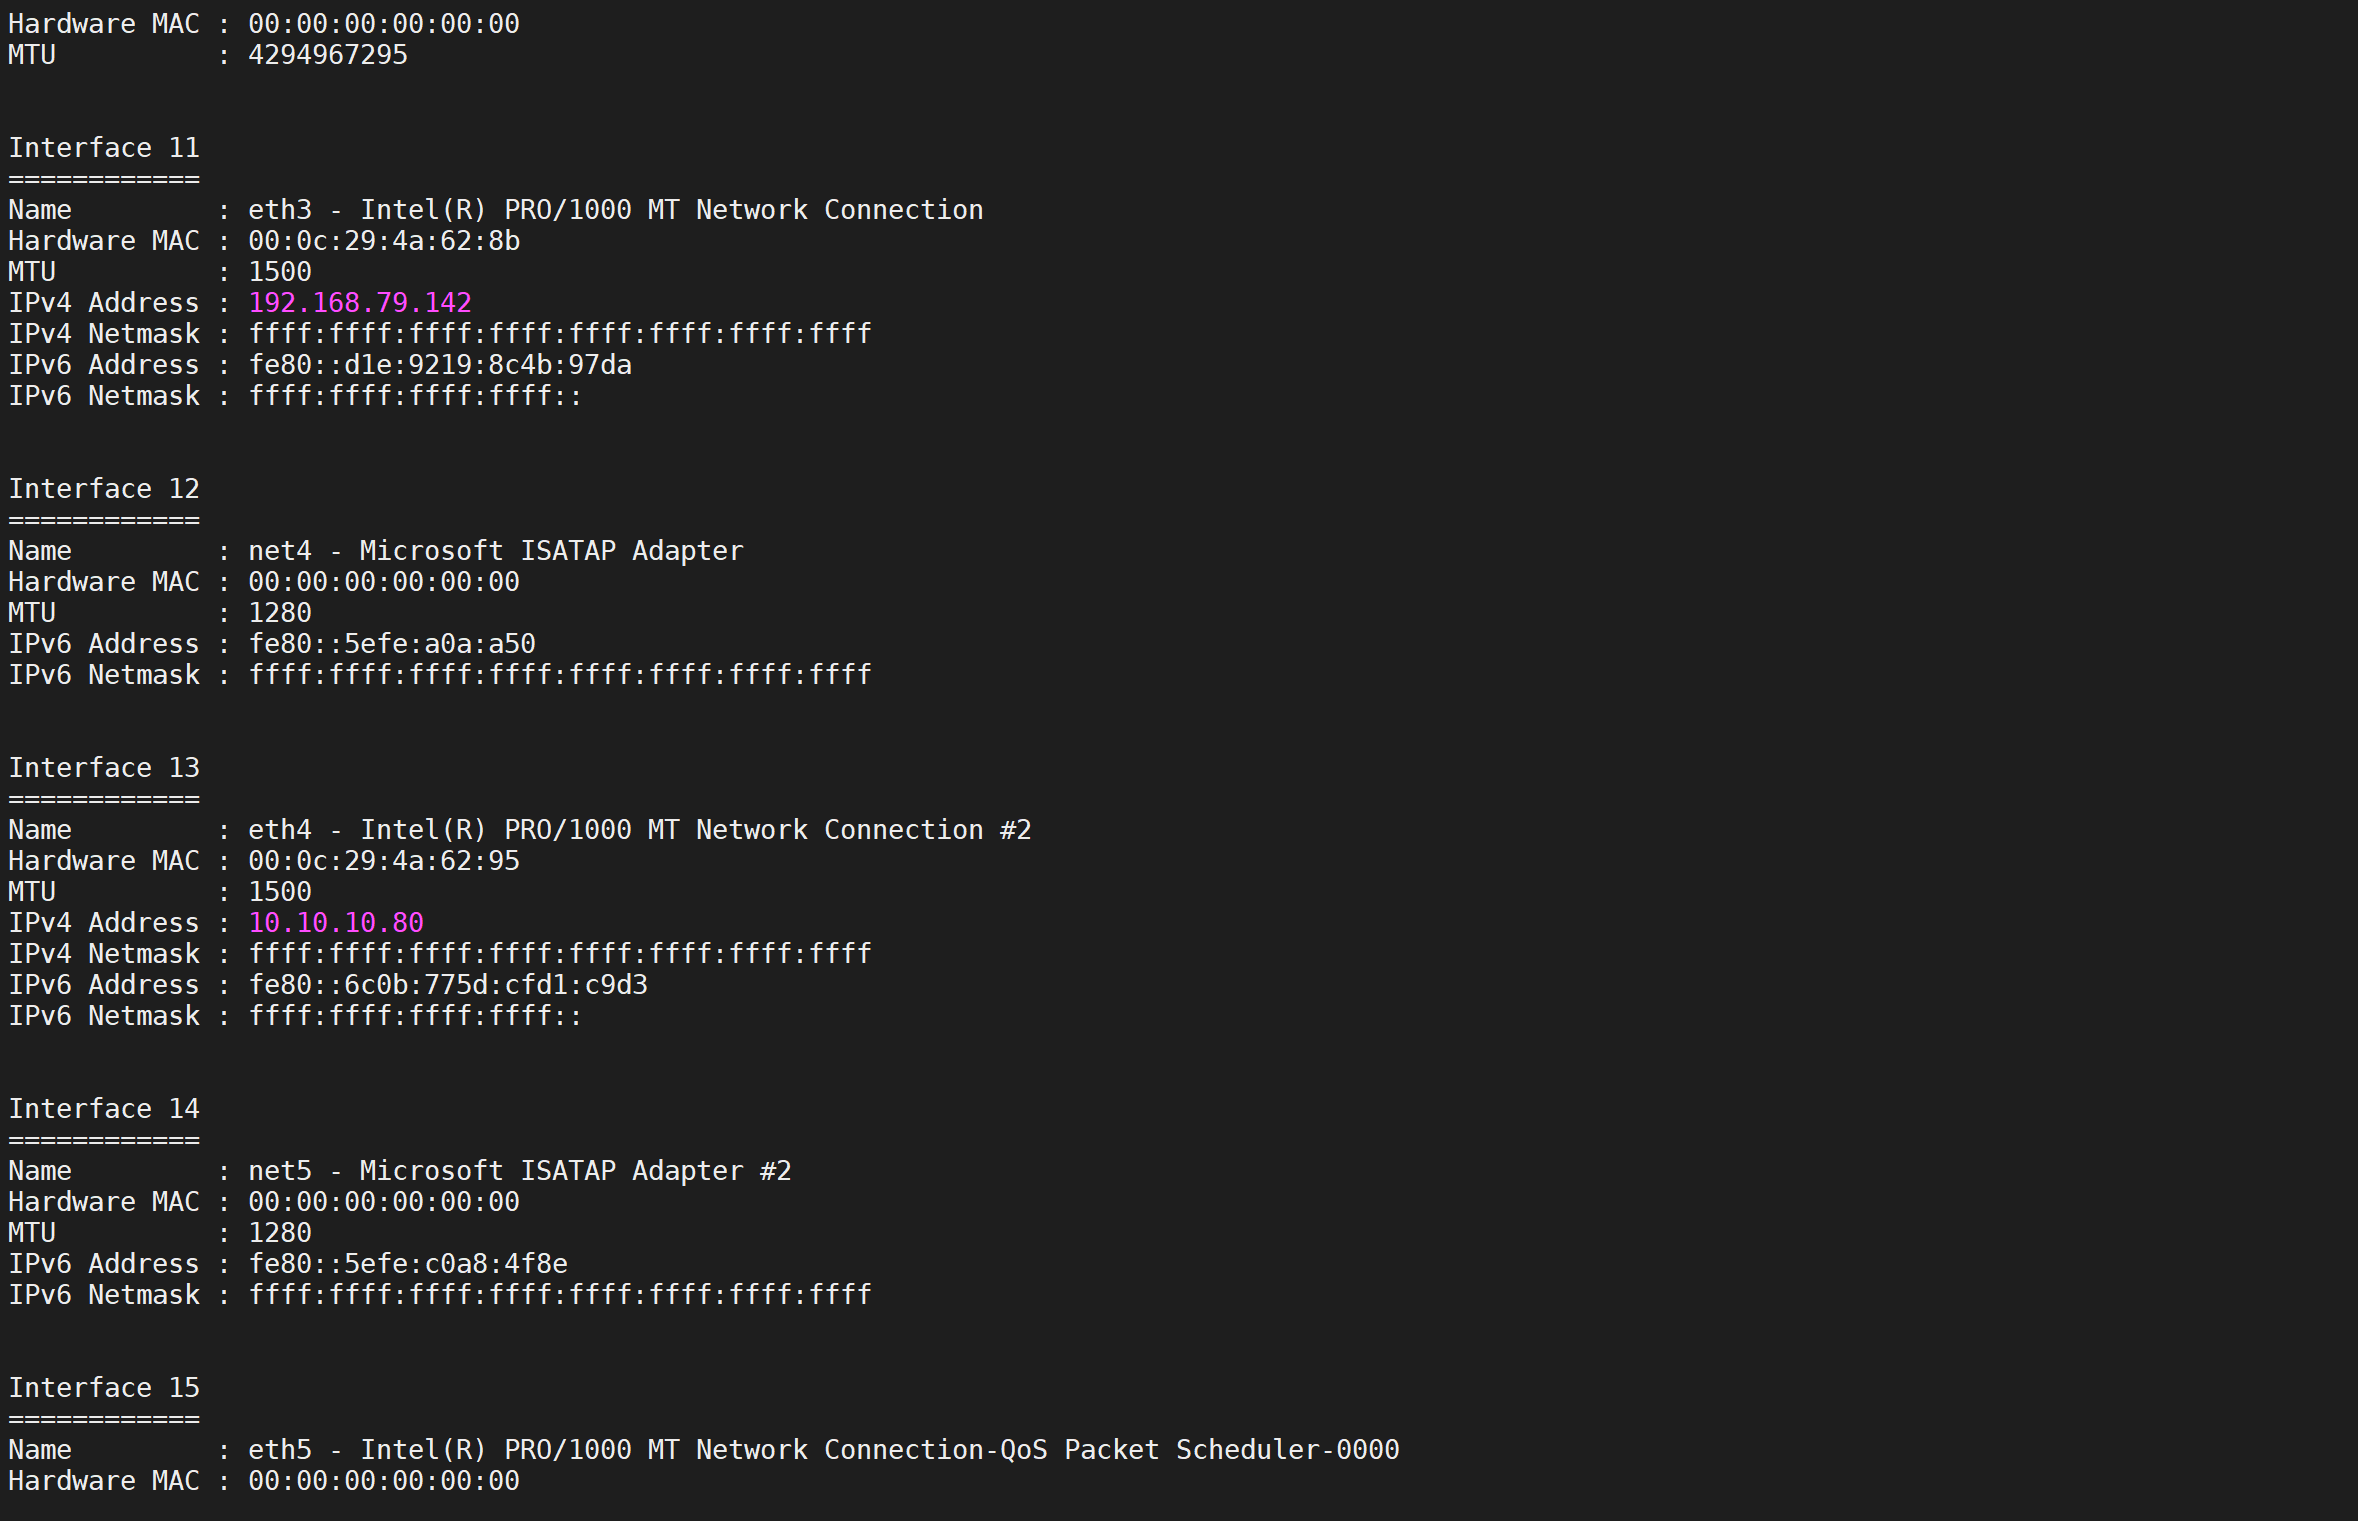 Hardware MAC : 00:00:00:00:00:00
MTU          : 4294967295
Interface 11
============
Name         : eth3 - Intel(R) PRO/1000 MT Network Connection
Hardware MAC : 00:0c:29:4a:62:8b
MTU          : 1500
IPv4 Address : 192.168.79.142
IPv4 Netmask : ffff:ffff:ffff:ffff:ffff:ffff:ffff:ffff
IPv6 Address : fe80::d1e:9219:8c4b:97da
IPv6 Netmask : ffff:ffff:ffff:ffff::
Interface 12
============
Name         : net4 - Microsoft ISATAP Adapter
Hardware MAC : 00:00:00:00:00:00
MTU          : 1280
IPv6 Address : fe80::5efe:a0a:a50
IPv6 Netmask : ffff:ffff:ffff:ffff:ffff:ffff:ffff:ffff
Interface 13
============
Name         : eth4 - Intel(R) PRO/1000 MT Network Connection #2
Hardware MAC : 00:0c:29:4a:62:95
MTU          : 1500
IPv4 Address : 10.10.10.80
IPv4 Netmask : ffff:ffff:ffff:ffff:ffff:ffff:ffff:ffff
IPv6 Address : fe80::6c0b:775d:cfd1:c9d3
IPv6 Netmask : ffff:ffff:ffff:ffff::
Interface 14
============
Name         : net5 - Microsoft ISATAP Adapter #2
Hardware MAC : 00:00:00:00:00:00
MTU          : 1280
IPv6 Address : fe80::5efe:c0a8:4f8e
IPv6 Netmask : ffff:ffff:ffff:ffff:ffff:ffff:ffff:ffff
Interface 15
============
Name         : eth5 - Intel(R) PRO/1000 MT Network Connection-QoS Packet Scheduler-0000
Hardware MAC : 00:00:00:00:00:00